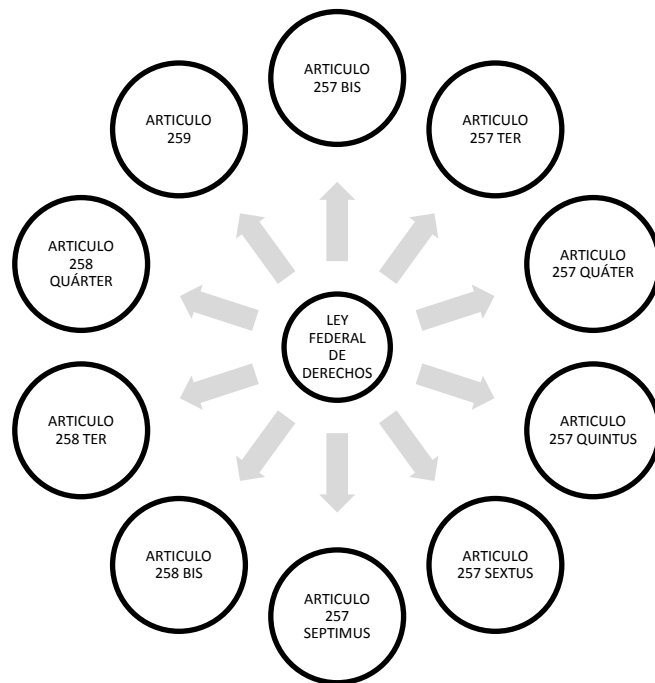 ARTICULO
257 BIS
ARTICULO
257 TER
ARTICULO
257 QUÁTER
ARTICULO
257 QUINTUS
ARTICULO
257 SEXTUS
ARTICULO
257
SEPTIMUS
ARTICULO
258 BIS
ARTICULO
258 TER
ARTICULO
258
QUÁRTER
ARTICULO
259
LEY
FEDERAL
DE
DERECHOS